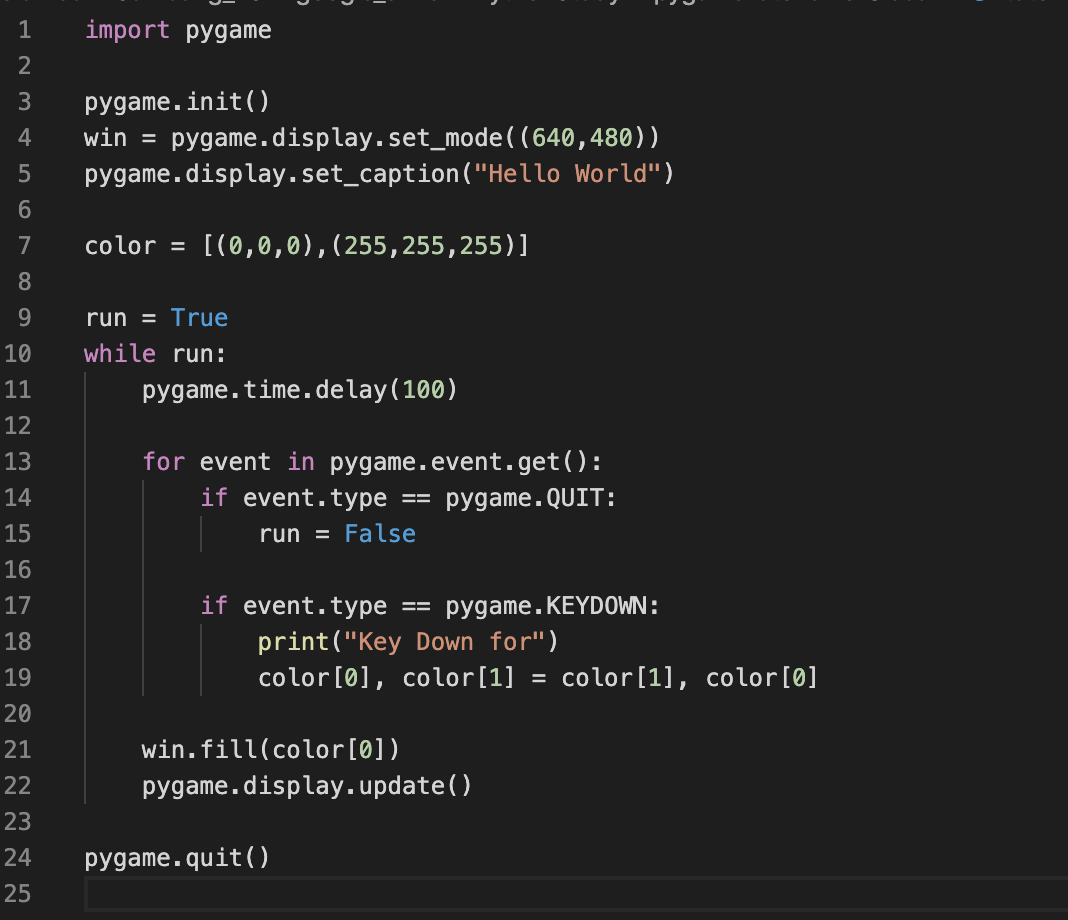 1 import pygame
2
3 pygame.init()
4 win = pygame.display.set_mode((640,480))
5 pygame.display.set_caption("Hello World")
6
7 color = [(0,0,0),(255,255,255)]
8
9 run = True
10 while run:
11     pygame.time.delay(100)
12
13     for event in pygame.event.get():
14         if event.type == pygame.QUIT:
15             run = False
16
17         if event.type == pygame.KEYDOWN:
18             print("Key Down for")
19             color[0], color[1] = color[1], color[0]
20
21     win.fill(color[0])
22     pygame.display.update()
23
24 pygame.quit()
25